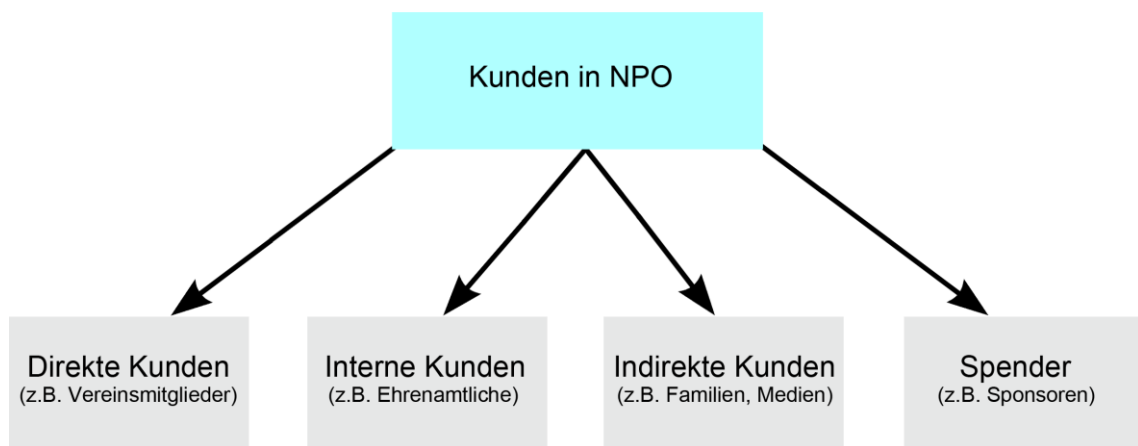 Kunden in NPO
Direkte Kunden
(z.B. Vereinsmitglieder)
Interne Kunden
(z.B. Ehrenamtliche)
Indirekte Kunden
(z.B. Familien, Medien)
Spender
(z.B. Sponsoren)